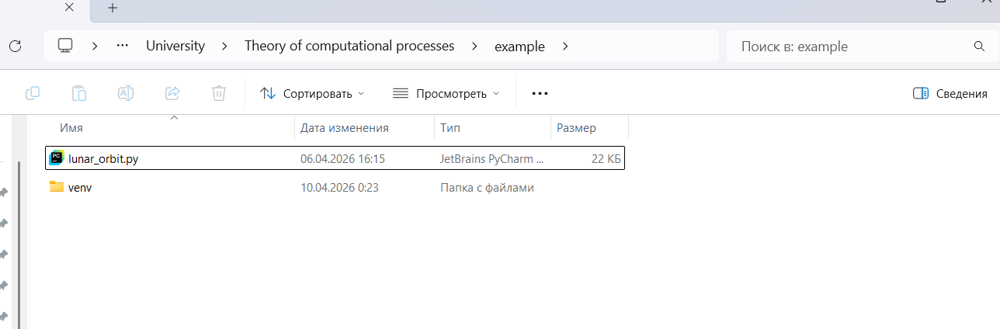 University > Theory of computational processes > example >
Поиск в: example
Сортировать
Просмотреть
Сведения
Имя Дата изменения Тип Размер
lunar_orbit.py 06.04.2026 16:15 JetBrains PyCharm ... 22 КБ
venv 10.04.2026 0:23 Папка с файлами